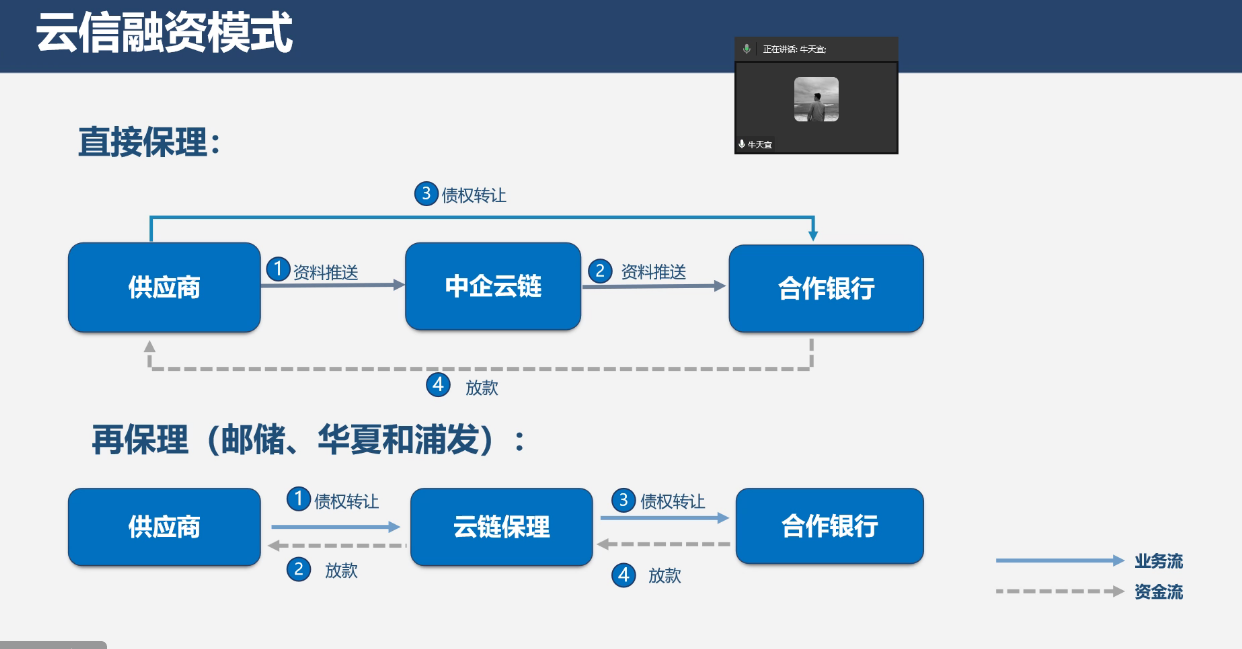 云信融资模式
正在讲话: 牛天宜;
牛天宜
直接保理：
3 债权转让
供应商
1 资料推送
中企云链
2 资料推送
合作银行
4 放款
再保理（邮储、华夏和浦发）：
供应商
1 债权转让
2 放款
云链保理
3 债权转让
4 放款
合作银行
业务流
资金流